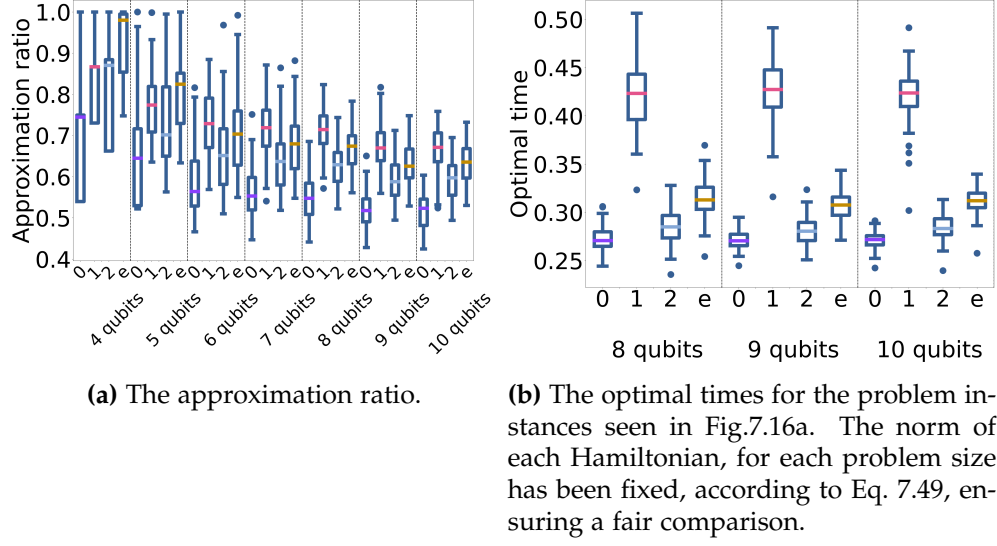 Approximation ratio
1.0
0.9
0.8
0.7
0.6
0.5
0.4
0 1 2 e 0 1 2 e 0 1 2 e 0 1 2 e 0 1 2 e 0 1 2 e 0 1 2 e
4 qubits 5 qubits 6 qubits 7 qubits 8 qubits 9 qubits 10 qubits
(a) The approximation ratio.
Optimal time
0.50
0.45
0.40
0.35
0.30
0.25
0 1 2 e 0 1 2 e 0 1 2 e
8 qubits 9 qubits 10 qubits
(b) The optimal times for the problem in-
stances seen in Fig.7.16a. The norm of
each Hamiltonian, for each problem size
has been fixed, according to Eq. 7.49, en-
suring a fair comparison.